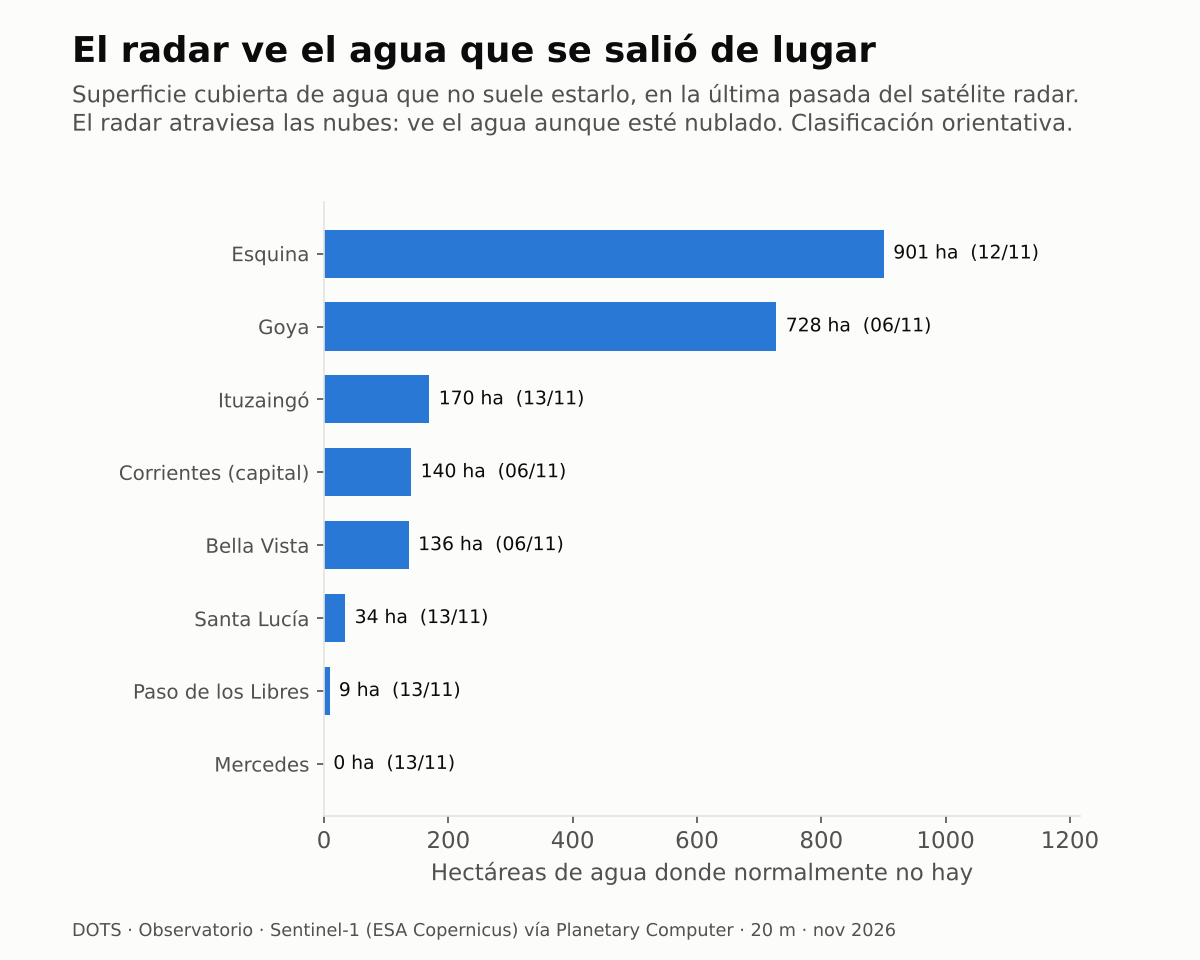 El radar ve el agua que se salió de lugar
Superficie cubierta de agua que no suele estarlo, en la última pasada del satélite radar.
El radar atraviesa las nubes: ve el agua aunque esté nublado. Clasificación orientativa.
Esquina 901 ha (12/11)
Goya 728 ha (06/11)
Ituzaingó 170 ha (13/11)
Corrientes (capital) 140 ha (06/11)
Bella Vista 136 ha (06/11)
Santa Lucía 34 ha (13/11)
Paso de los Libres 9 ha (13/11)
Mercedes 0 ha (13/11)
0 200 400 600 800 1000 1200
Hectáreas de agua donde normalmente no hay
DOTS · Observatorio · Sentinel-1 (ESA Copernicus) vía Planetary Computer · 20 m · nov 2026